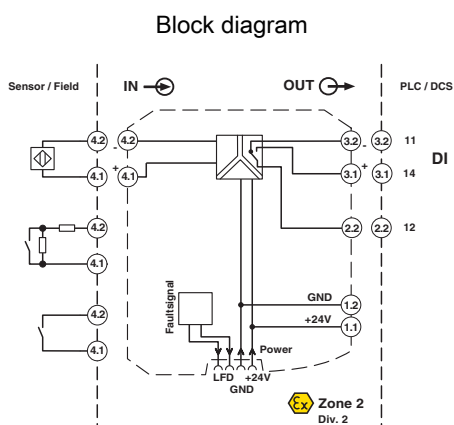 Block diagram
Sensor / Field
IN
OUT
PLC / DCS
4.2
4.2
-
3.2
-
3.2
11
DI
4.1
+
4.1
3.1
+
3.1
14
4.2
2.2
2.2
12
4.1
Faultsignal
GND
1.2
4.2
+24V
1.1
4.1
Power
LFD
+24V
GND
Ex
Zone 2
Div. 2